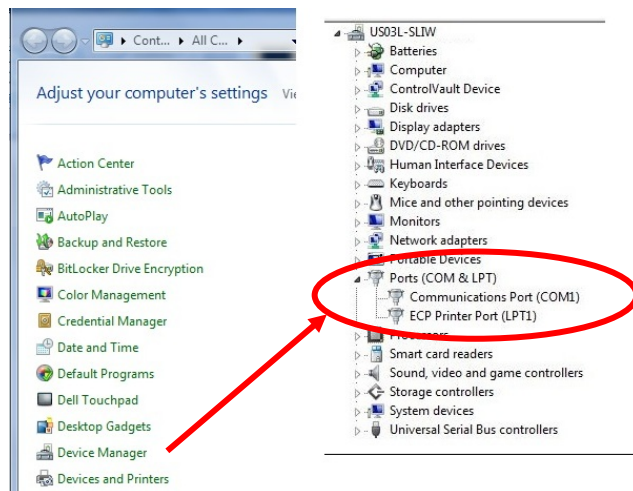 Cont... All C...
Adjust your computer's settings Vie
Action Center
Administrative Tools
AutoPlay
Backup and Restore
BitLocker Drive Encryption
Color Management
Credential Manager
Date and Time
Default Programs
Dell Touchpad
Desktop Gadgets
Device Manager
Devices and Printers
US03L-SLIW
Batteries
Computer
ControlVault Device
Disk drives
Display adapters
DVD/CD-ROM drives
Human Interface Devices
Keyboards
Mice and other pointing devices
Monitors
Network adapters
Portable Devices
Ports (COM & LPT)
Communications Port (COM1)
ECP Printer Port (LPT1)
Processors
Smart card readers
Sound, video and game controllers
Storage controllers
System devices
Universal Serial Bus controllers